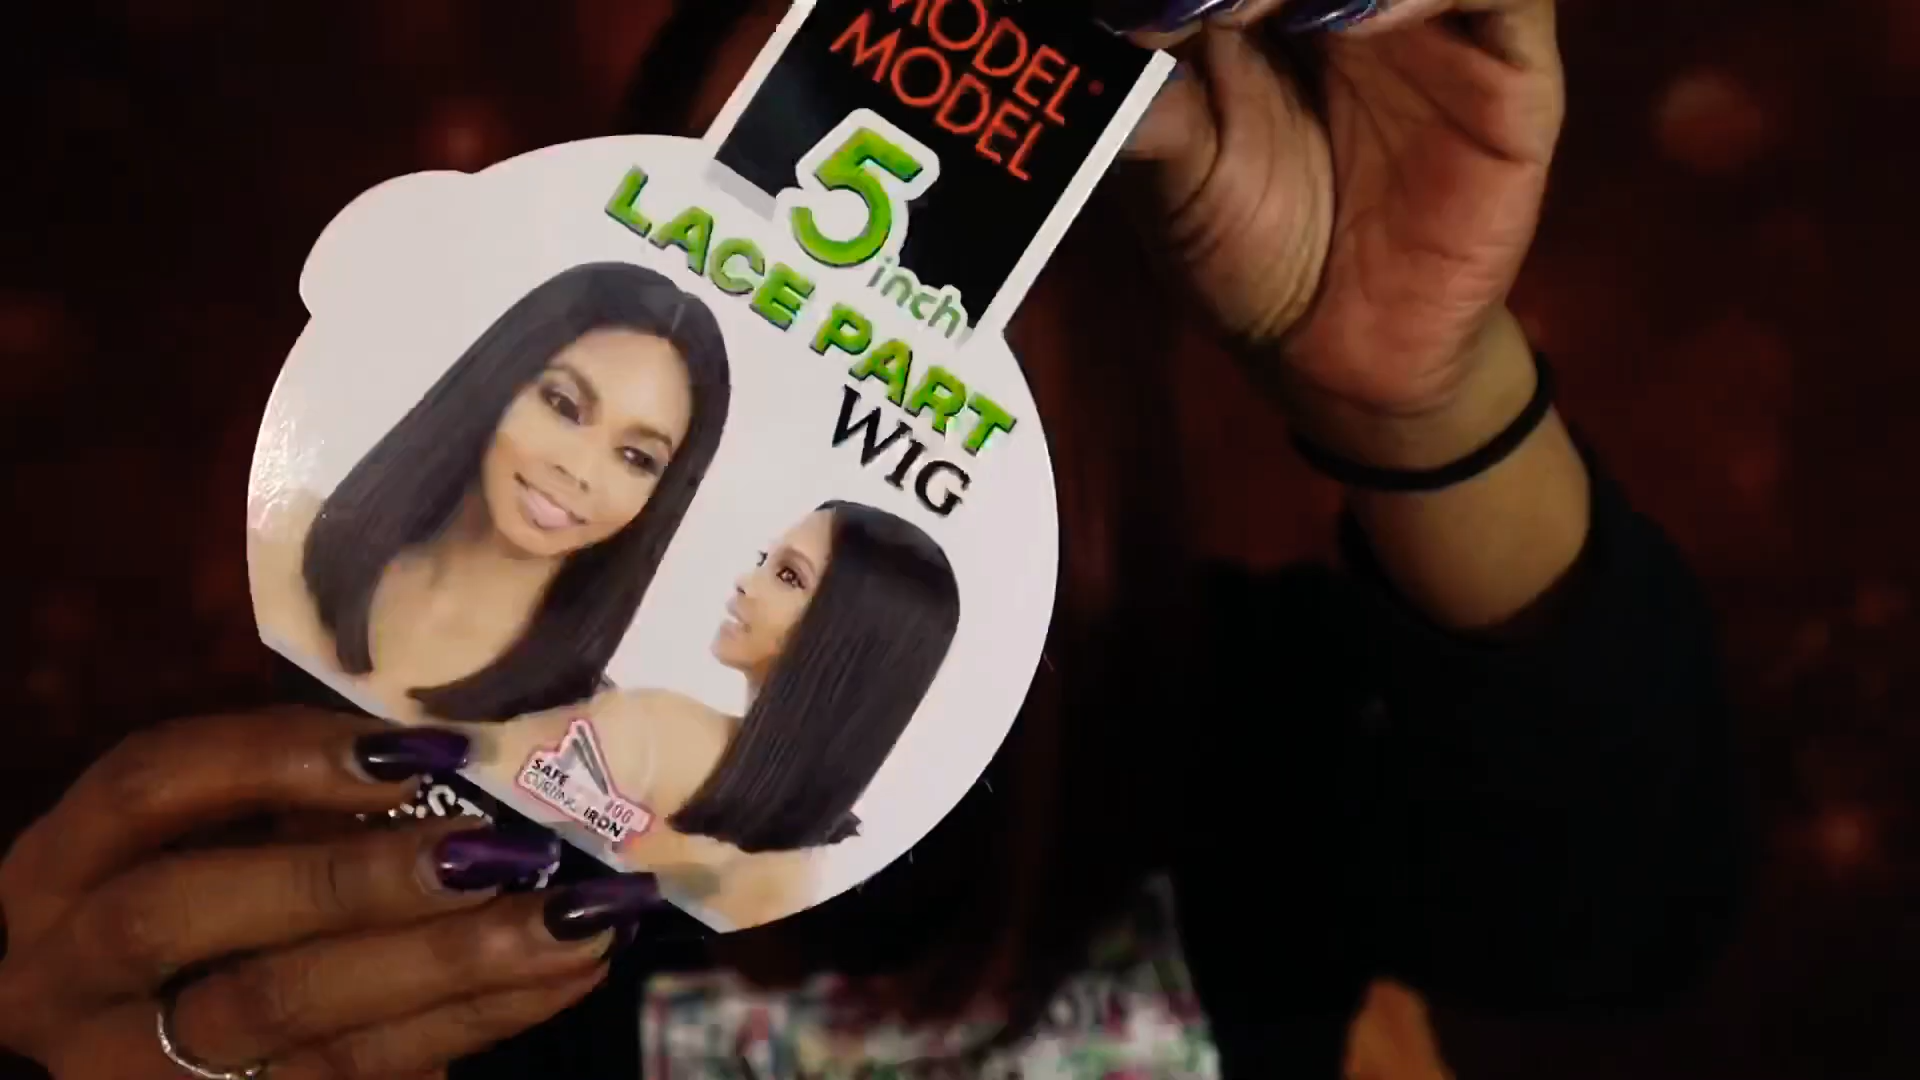 MODEL
MODEL
5 inch
LACE PART
WIG
SAFE
CURLING IRON